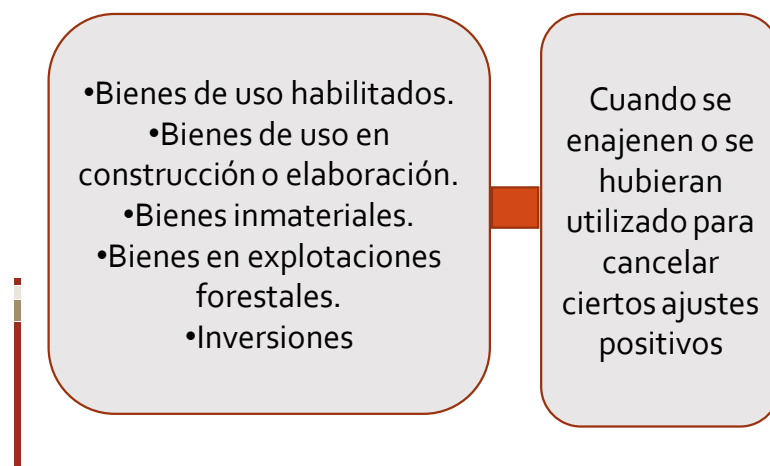 •Bienes de uso habilitados.
•Bienes de uso en
construcción o elaboración.
•Bienes inmateriales.
•Bienes en explotaciones
forestales.
•Inversiones
Cuando se
enajenen o se
hubieran
utilizado para
cancelar
ciertos ajustes
positivos